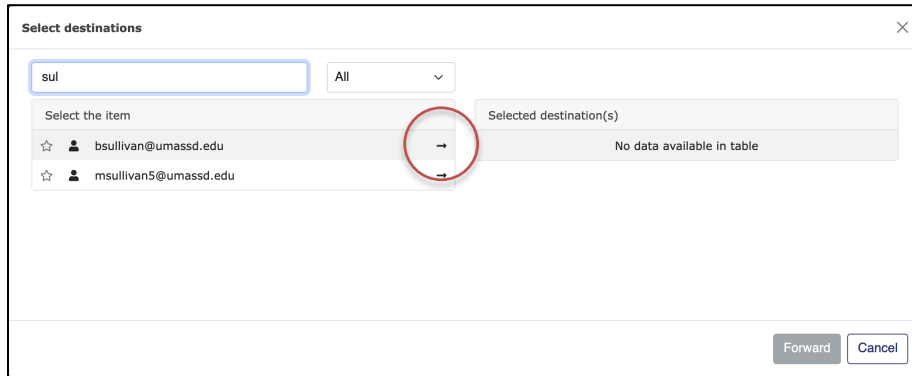 Select destinations
sul
All
Select the item
Selected destination(s)
bsullivan@umassd.edu
No data available in table
msullivan5@umassd.edu
Forward
Cancel